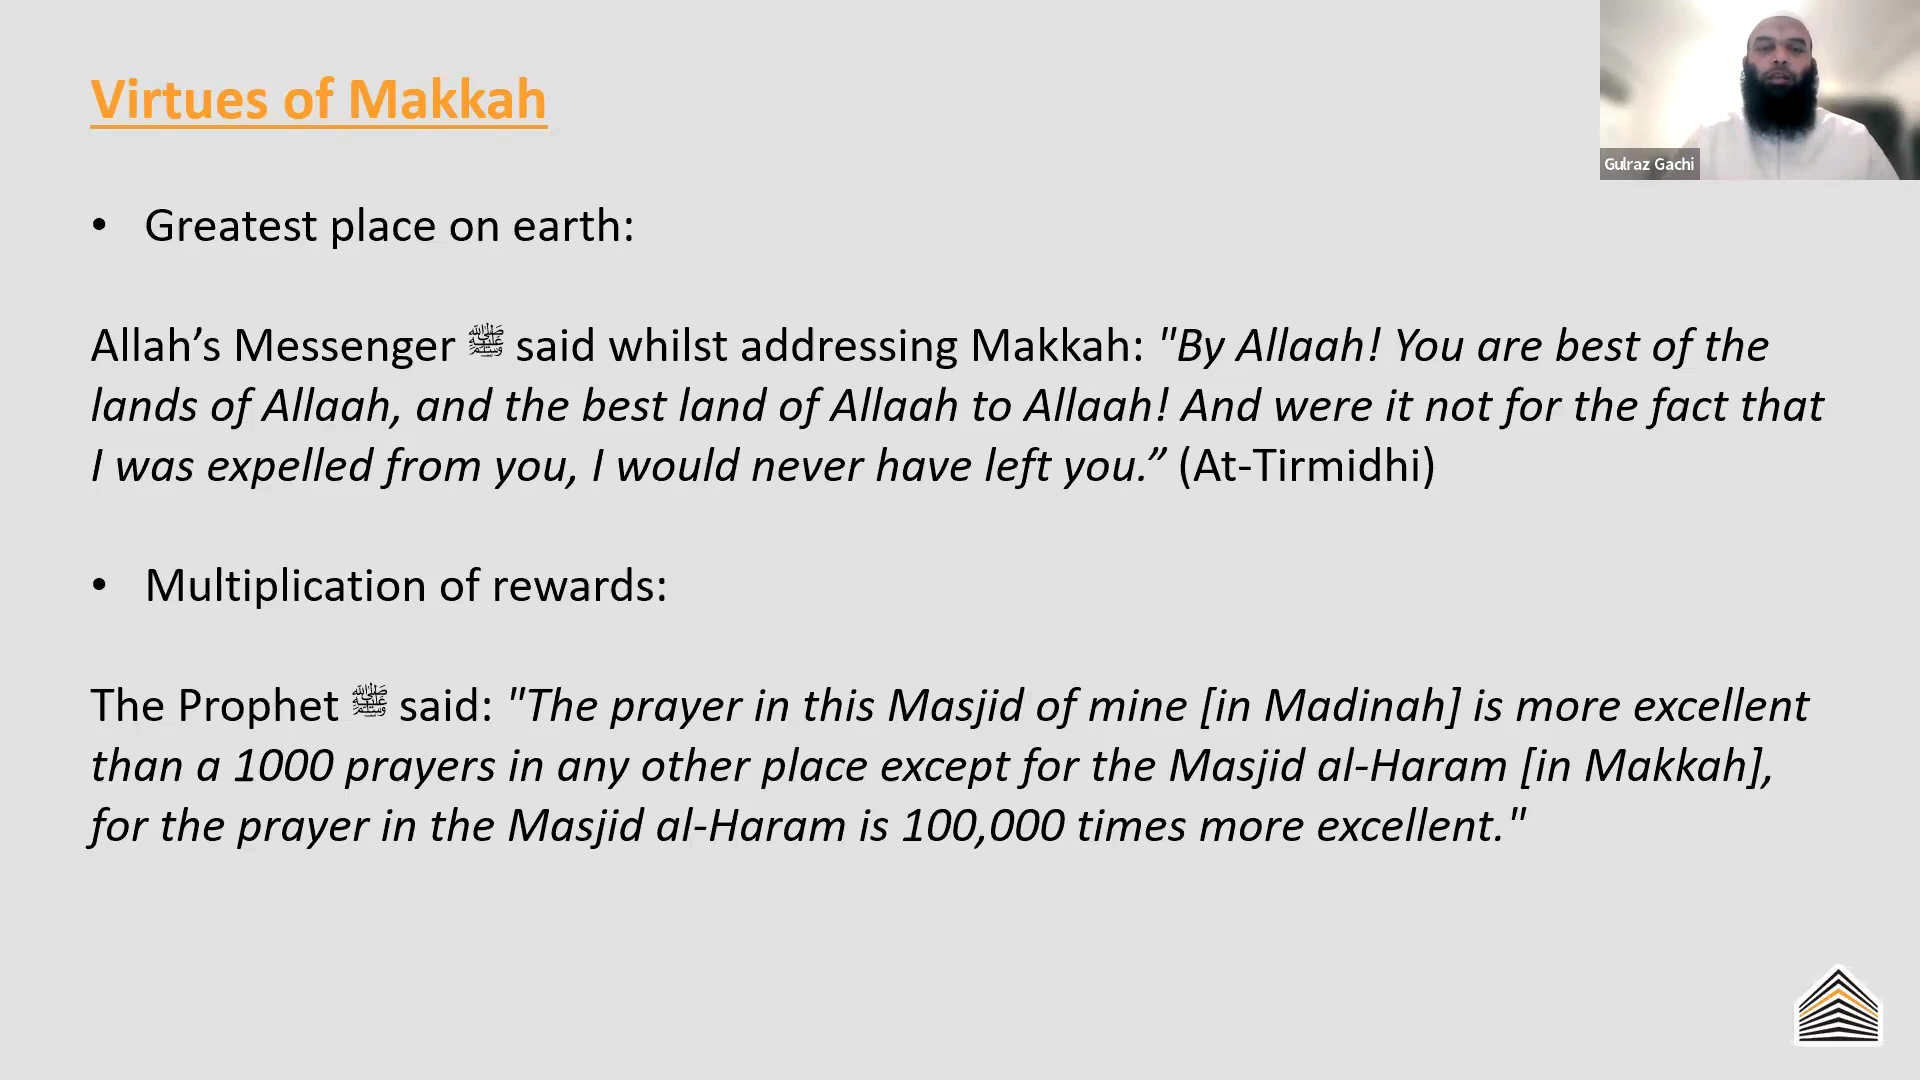 Virtues of Makkah
Gulraz Gachi
• Greatest place on earth:
Allah’s Messenger ﷺ said whilst addressing Makkah: "By Allaah! You are best of the
lands of Allaah, and the best land of Allaah to Allaah! And were it not for the fact that
I was expelled from you, I would never have left you.” (At-Tirmidhi)
• Multiplication of rewards:
The Prophet ﷺ said: "The prayer in this Masjid of mine [in Madinah] is more excellent
than a 1000 prayers in any other place except for the Masjid al-Haram [in Makkah],
for the prayer in the Masjid al-Haram is 100,000 times more excellent."